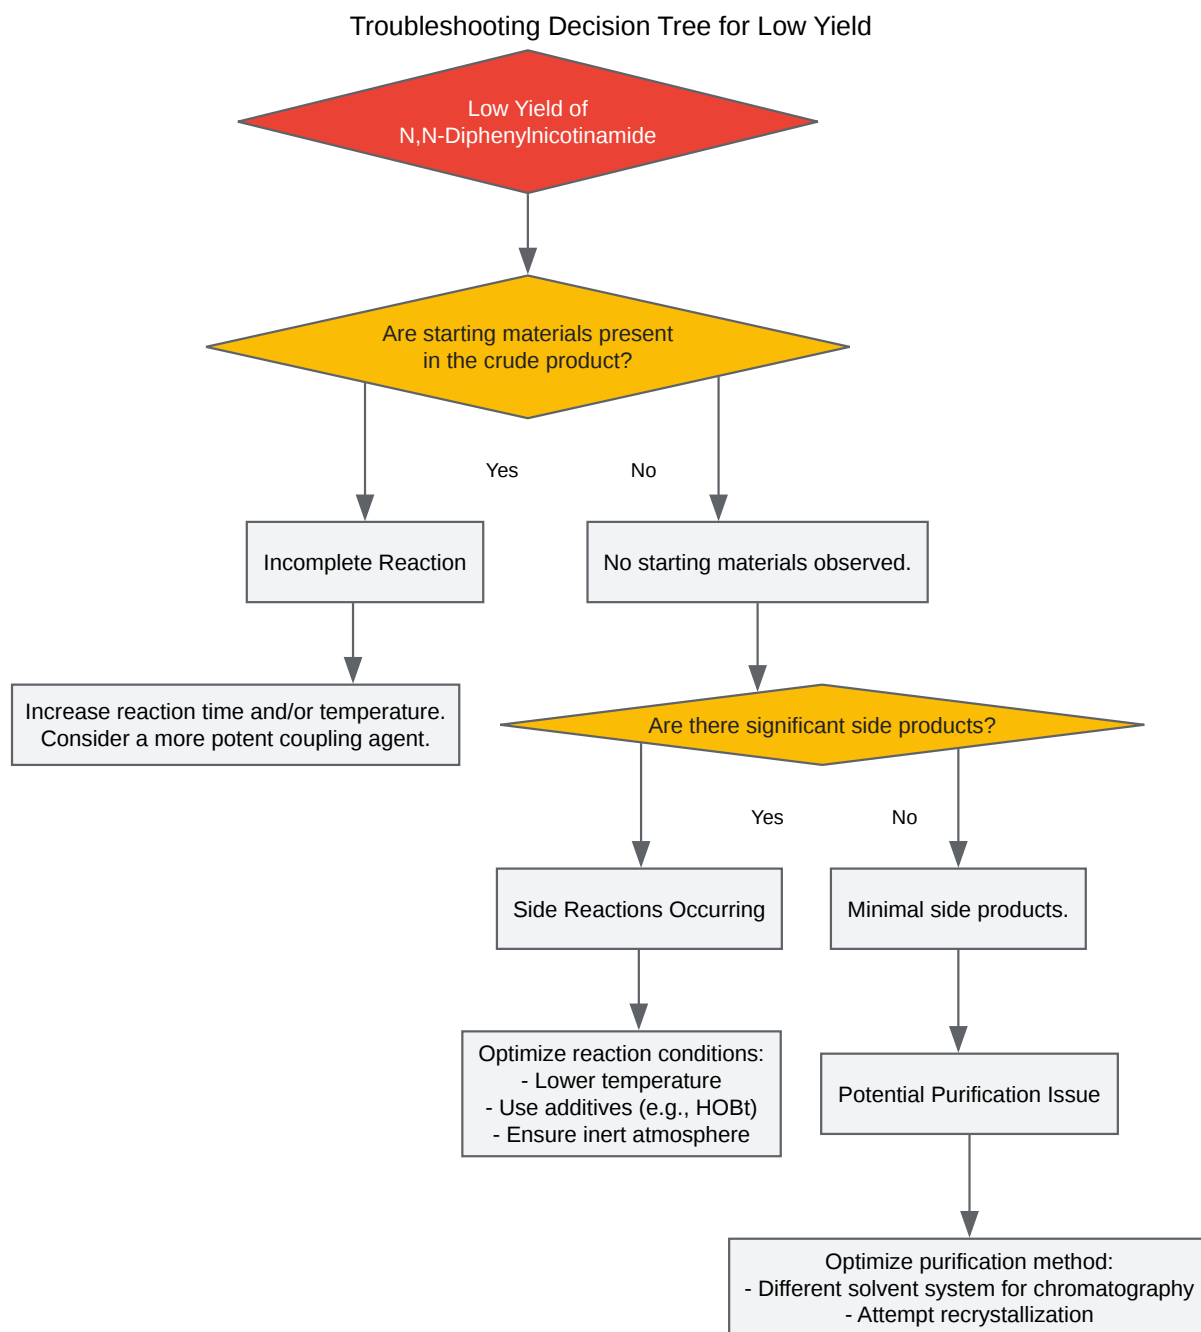 Troubleshooting Decision Tree for Low Yield
Low Yield of
N,N-Diphenylnicotinamide
Are starting materials present
in the crude product?
Yes
No
Incomplete Reaction
No starting materials observed.
Increase reaction time and/or temperature.
Consider a more potent coupling agent.
Are there significant side products?
Yes
No
Side Reactions Occurring
Minimal side products.
Optimize reaction conditions:
- Lower temperature
- Use additives (e.g., HOBt)
- Ensure inert atmosphere
Potential Purification Issue
Optimize purification method:
- Different solvent system for chromatography
- Attempt recrystallization